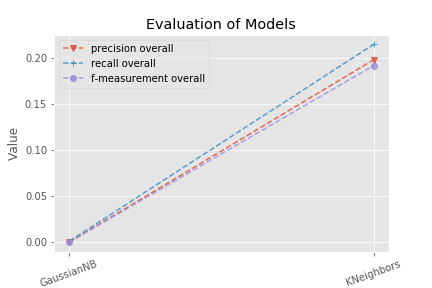 Evaluation of Models
precision overall
recall overall
f-measurement overall
Value
0.20
0.15
0.10
0.05
0.00
GaussianNB
KNeighbors